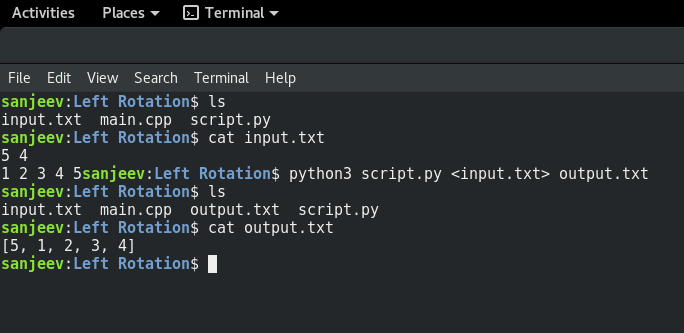 Activities Places Terminal
File Edit View Search Terminal Help
sanjeev:Left Rotation$ ls
input.txt  main.cpp  script.py
sanjeev:Left Rotation$ cat input.txt
5 4
1 2 3 4 5sanjeev:Left Rotation$ python3 script.py <input.txt> output.txt
sanjeev:Left Rotation$ ls
input.txt  main.cpp  output.txt  script.py
sanjeev:Left Rotation$ cat output.txt
[5, 1, 2, 3, 4]
sanjeev:Left Rotation$